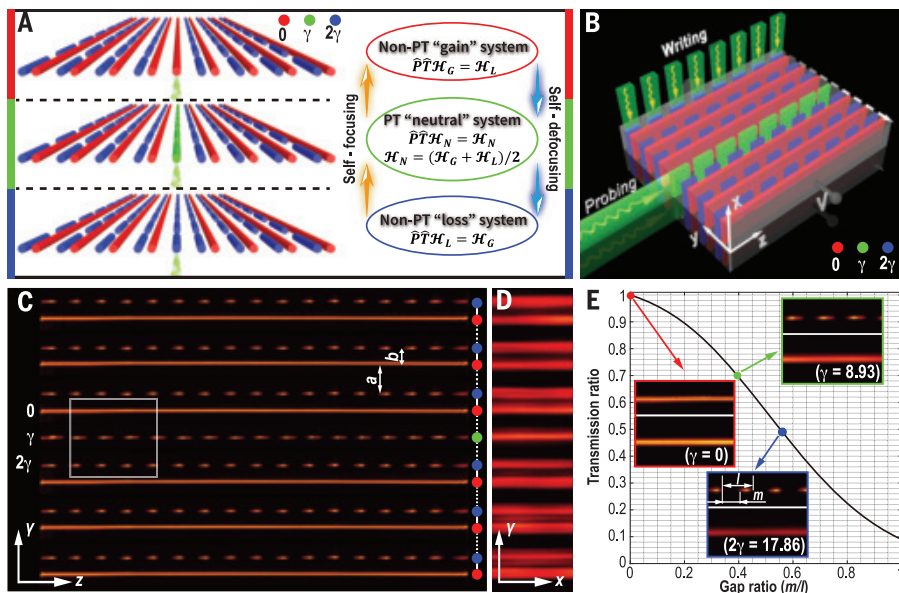 A
0 γ 2γ
Self - focusing
Non-PT “gain” system
P̂T̂ℋ_G = ℋ_L
PT “neutral” system
P̂T̂ℋ_N = ℋ_N
ℋ_N = (ℋ_G + ℋ_L)/2
Non-PT “loss” system
P̂T̂ℋ_L = ℋ_G
Self - defocusing
B
Writing
Probing
x
y
z
0 γ 2γ
C
b
a
0
γ
2γ
Y
z
D
Y
x
E
Transmission ratio
1
0.9
0.8
0.7
0.6
0.5
0.4
0.3
0.2
0.1
0
(γ = 8.93)
(γ = 0)
l
m
(2γ = 17.86)
0 0.2 0.4 0.6 0.8 1
Gap ratio (m/l)